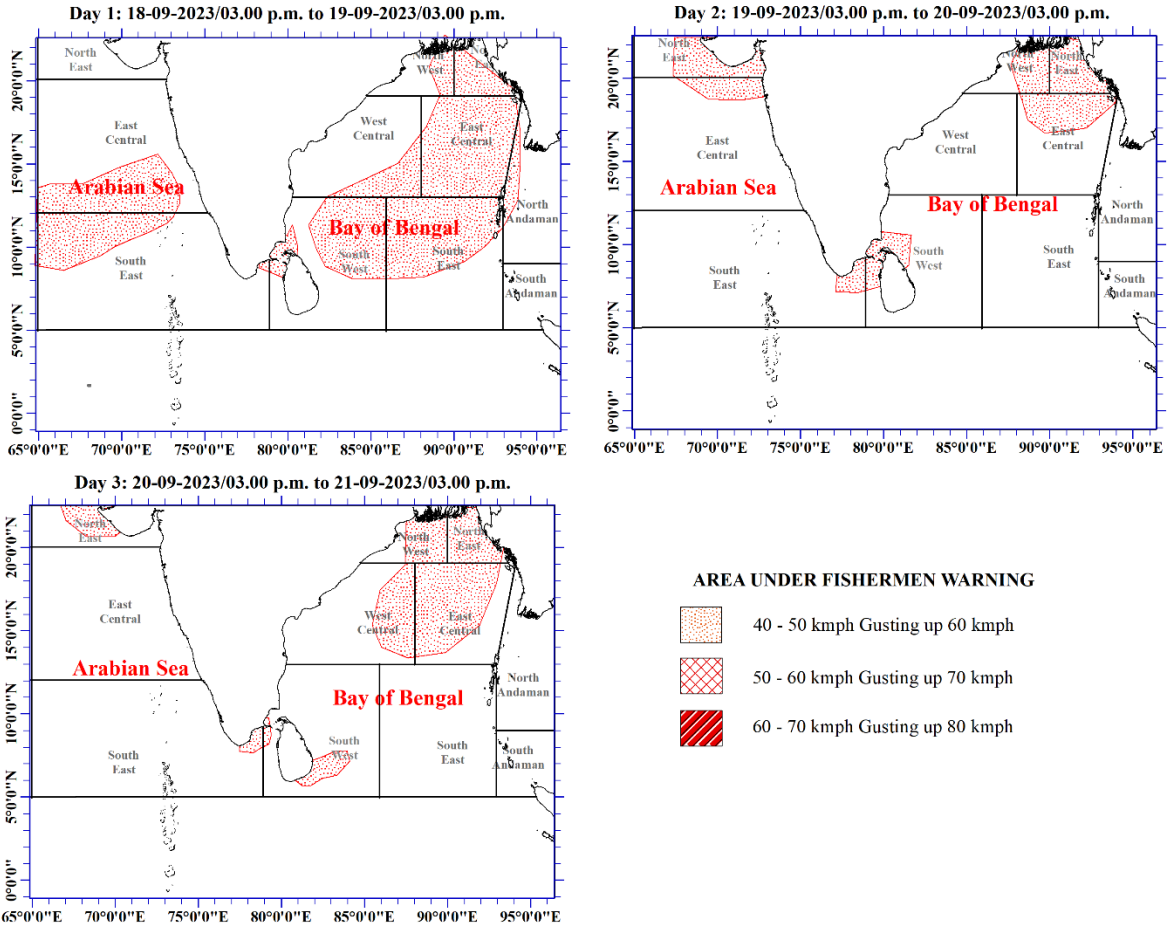 Day 1: 18-09-2023/03.00 p.m. to 19-09-2023/03.00 p.m.
North
East
North
West
No
20°0'0"N
East
Central
West
Central
East
Central
15°0'0"N
Arabian Sea
North
Andaman
Bay of Bengal
10°0'0"N
South
East
South
West
South
East
South
Andaman
5°0'0"N
0°0'0"
65°0'0"E 70°0'0"E 75°0'0"E 80°0'0"E 85°0'0"E 90°0'0"E 95°0'0"E
Day 2: 19-09-2023/03.00 p.m. to 20-09-2023/03.00 p.m.
North
East
North
West
North
East
20°0'0"N
East
Central
West
Central
East
Central
15°0'0"N
Arabian Sea
Bay of Bengal
North
Andaman
10°0'0"N
South
East
South
West
South
East
South
Andaman
5°0'0"N
0°0'0"
65°0'0"E 70°0'0"E 75°0'0"E 80°0'0"E 85°0'0"E 90°0'0"E 95°0'0"E
Day 3: 20-09-2023/03.00 p.m. to 21-09-2023/03.00 p.m.
North
East
North
West
North
East
20°0'0"N
East
Central
West
Central
East
Central
15°0'0"N
Arabian Sea
Bay of Bengal
North
Andaman
10°0'0"N
South
East
South
West
South
East
South
Andaman
5°0'0"N
0°0'0"
65°0'0"E 70°0'0"E 75°0'0"E 80°0'0"E 85°0'0"E 90°0'0"E 95°0'0"E
AREA UNDER FISHERMEN WARNING
40 - 50 kmph Gusting up 60 kmph
50 - 60 kmph Gusting up 70 kmph
60 - 70 kmph Gusting up 80 kmph